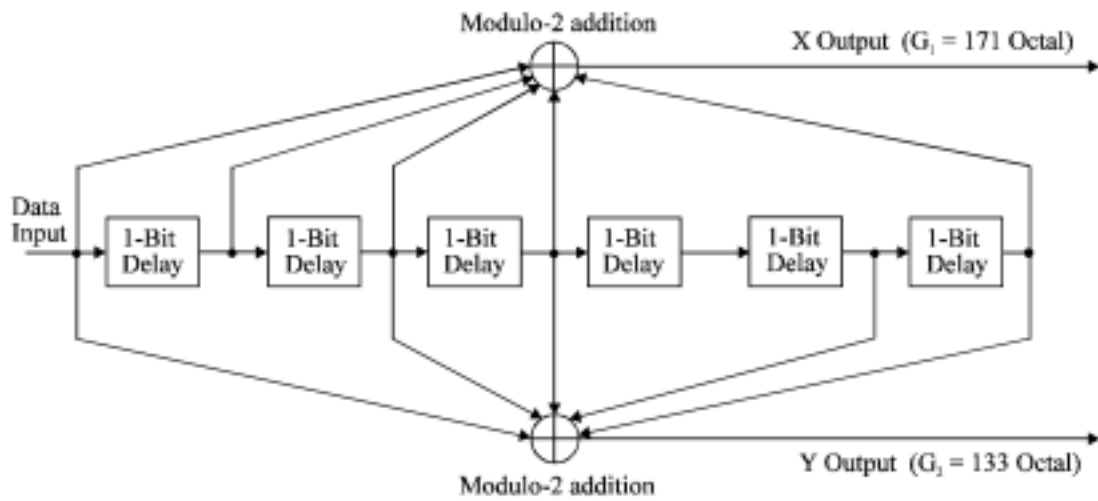 Modulo-2 addition
X Output (G₁ = 171 Octal)
Data
Input
1-Bit
Delay
1-Bit
Delay
1-Bit
Delay
1-Bit
Delay
1-Bit
Delay
1-Bit
Delay
Y Output (G₂ = 133 Octal)
Modulo-2 addition